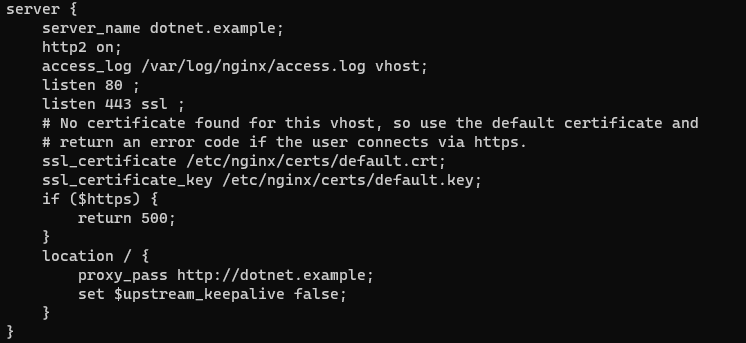 server {
    server_name dotnet.example;
    http2 on;
    access_log /var/log/nginx/access.log vhost;
    listen 80 ;
    listen 443 ssl ;
    # No certificate found for this vhost, so use the default certificate and
    # return an error code if the user connects via https.
    ssl_certificate /etc/nginx/certs/default.crt;
    ssl_certificate_key /etc/nginx/certs/default.key;
    if ($https) {
        return 500;
    }
    location / {
        proxy_pass http://dotnet.example;
        set $upstream_keepalive false;
    }
}